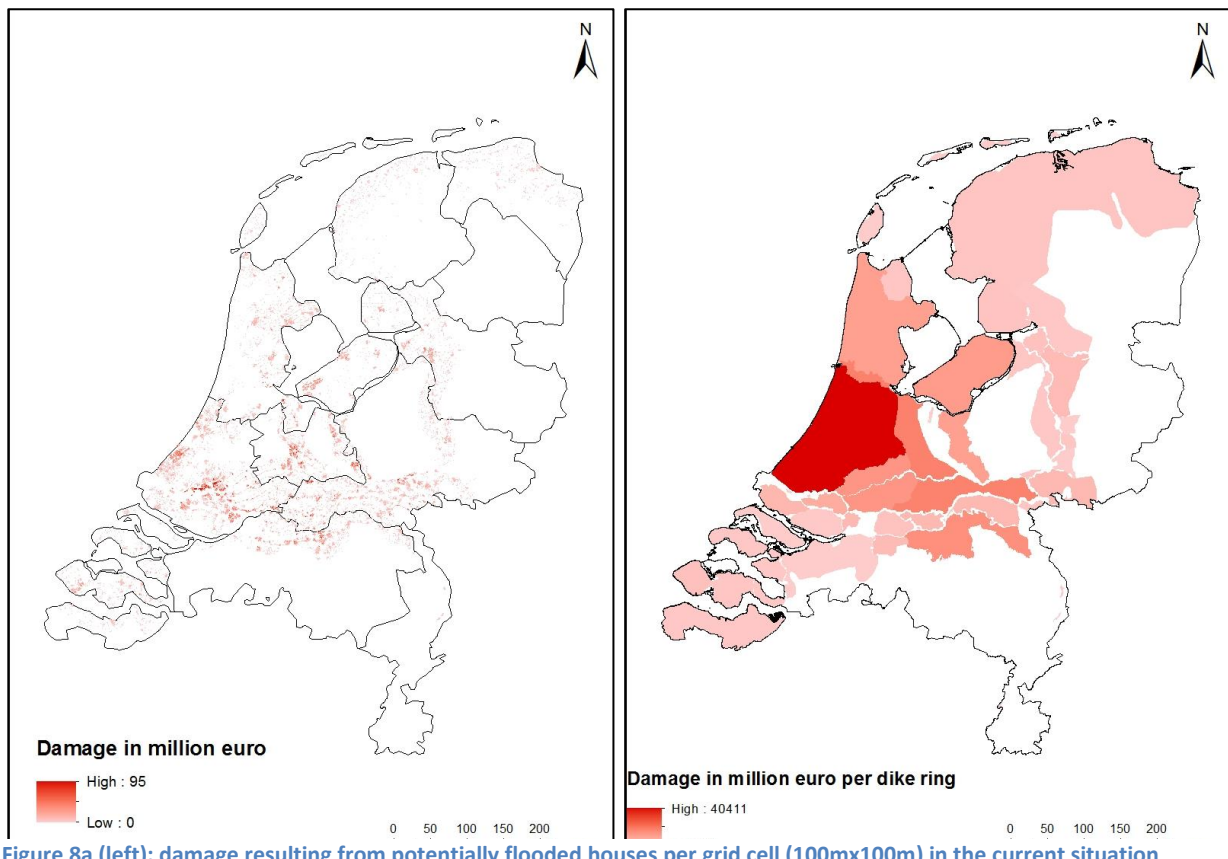 N
Damage in million euro
High : 95
Low : 0
0 50 100 150 200
N
Damage in million euro per dike ring
High : 40411
0 50 100 150 200
Figure 8a (left): damage resulting from potentially flooded houses per grid cell (100mx100m) in the current situation